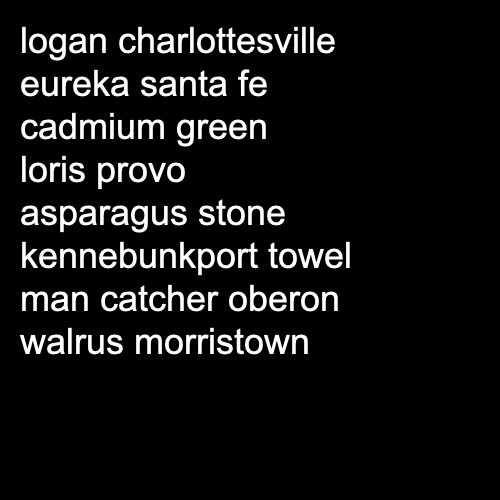 logan charlottesville
eureka santa fe
cadmium green
loris provo
asparagus stone
kennebunkport towel
man catcher oberon
walrus morristown